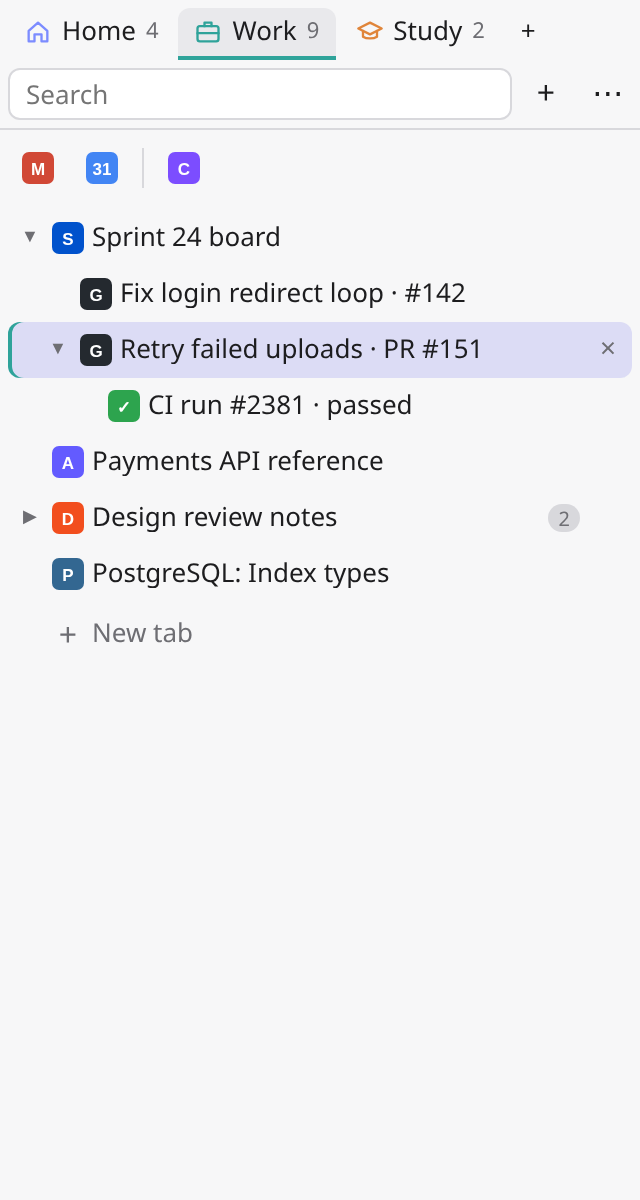 Home 4 Work 9 Study 2 +
Search + ⋯
M 31 C
▼ S Sprint 24 board
G Fix login redirect loop · #142
▼ G Retry failed uploads · PR #151 ×
✓ CI run #2381 · passed
A Payments API reference
▶ D Design review notes 2
P PostgreSQL: Index types
+ New tab